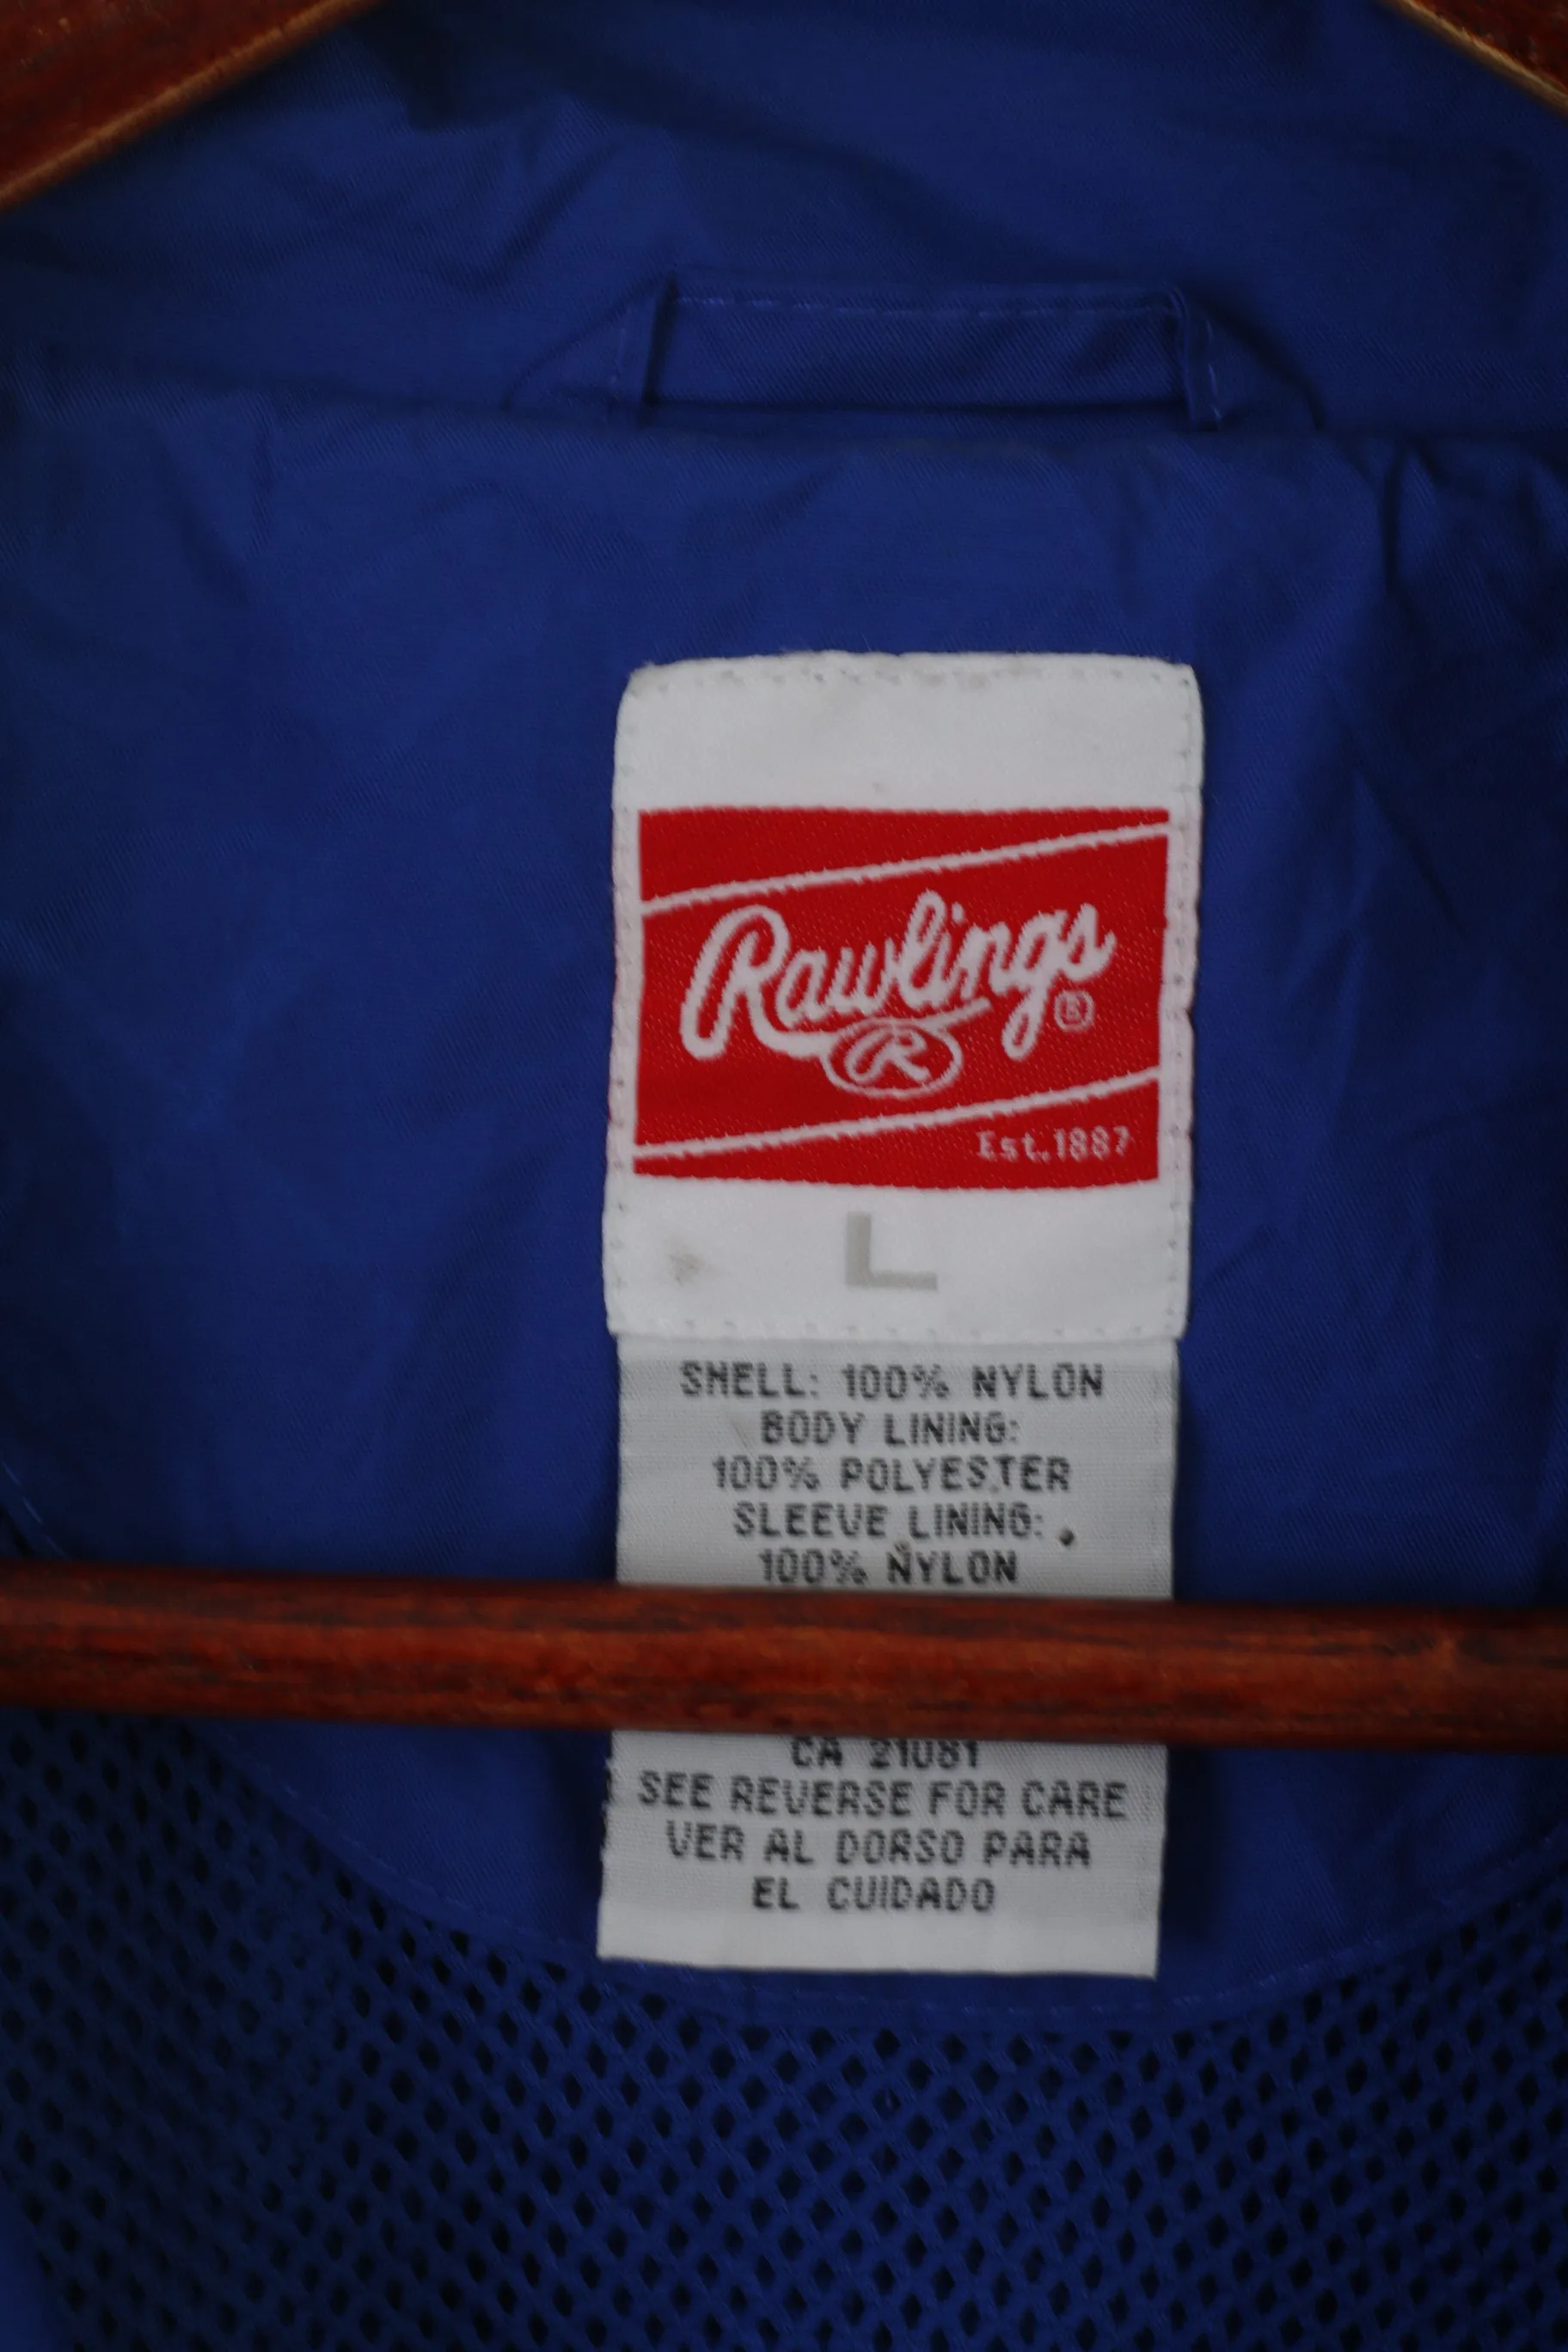 Rawlings ®
R
Est.1887
L
SHELL: 100% NYLON
BODY LINING:
100% POLYESTER
SLEEVE LINING:
100% NYLON
CA 21081
SEE REVERSE FOR CARE
VER AL DORSO PARA
EL CUIDADO